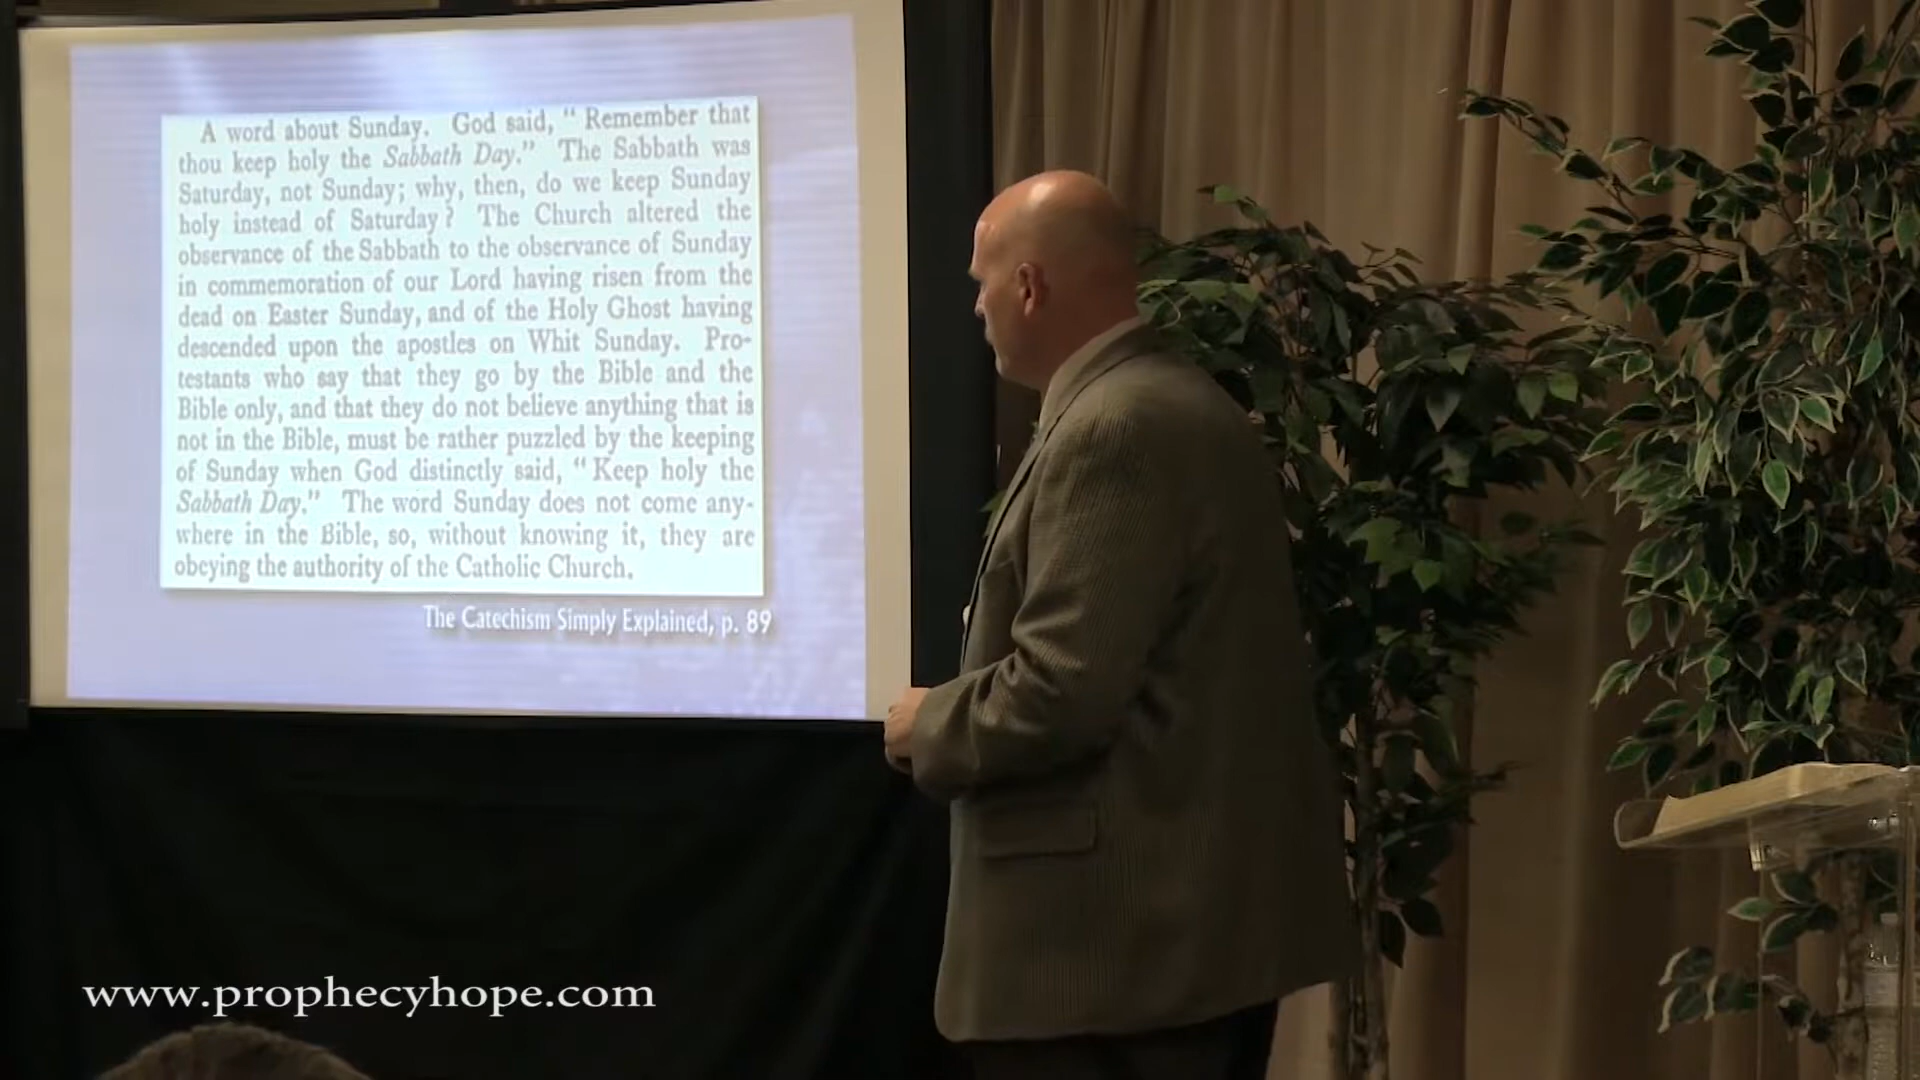 A word about Sunday. God said, “ Remember that
thou keep holy the Sabbath Day.” The Sabbath was
Saturday, not Sunday; why, then, do we keep Sunday
holy instead of Saturday? The Church altered the
observance of the Sabbath to the observance of Sunday
in commemoration of our Lord having risen from the
dead on Easter Sunday, and of the Holy Ghost having
descended upon the apostles on Whit Sunday. Pro-
testants who say that they go by the Bible and the
Bible only, and that they do not believe anything that is
not in the Bible, must be rather puzzled by the keeping
of Sunday when God distinctly said, “ Keep holy the
Sabbath Day.” The word Sunday does not come any-
where in the Bible, so, without knowing it, they are
obeying the authority of the Catholic Church.
The Catechism Simply Explained, p. 89
www.prophecyhope.com